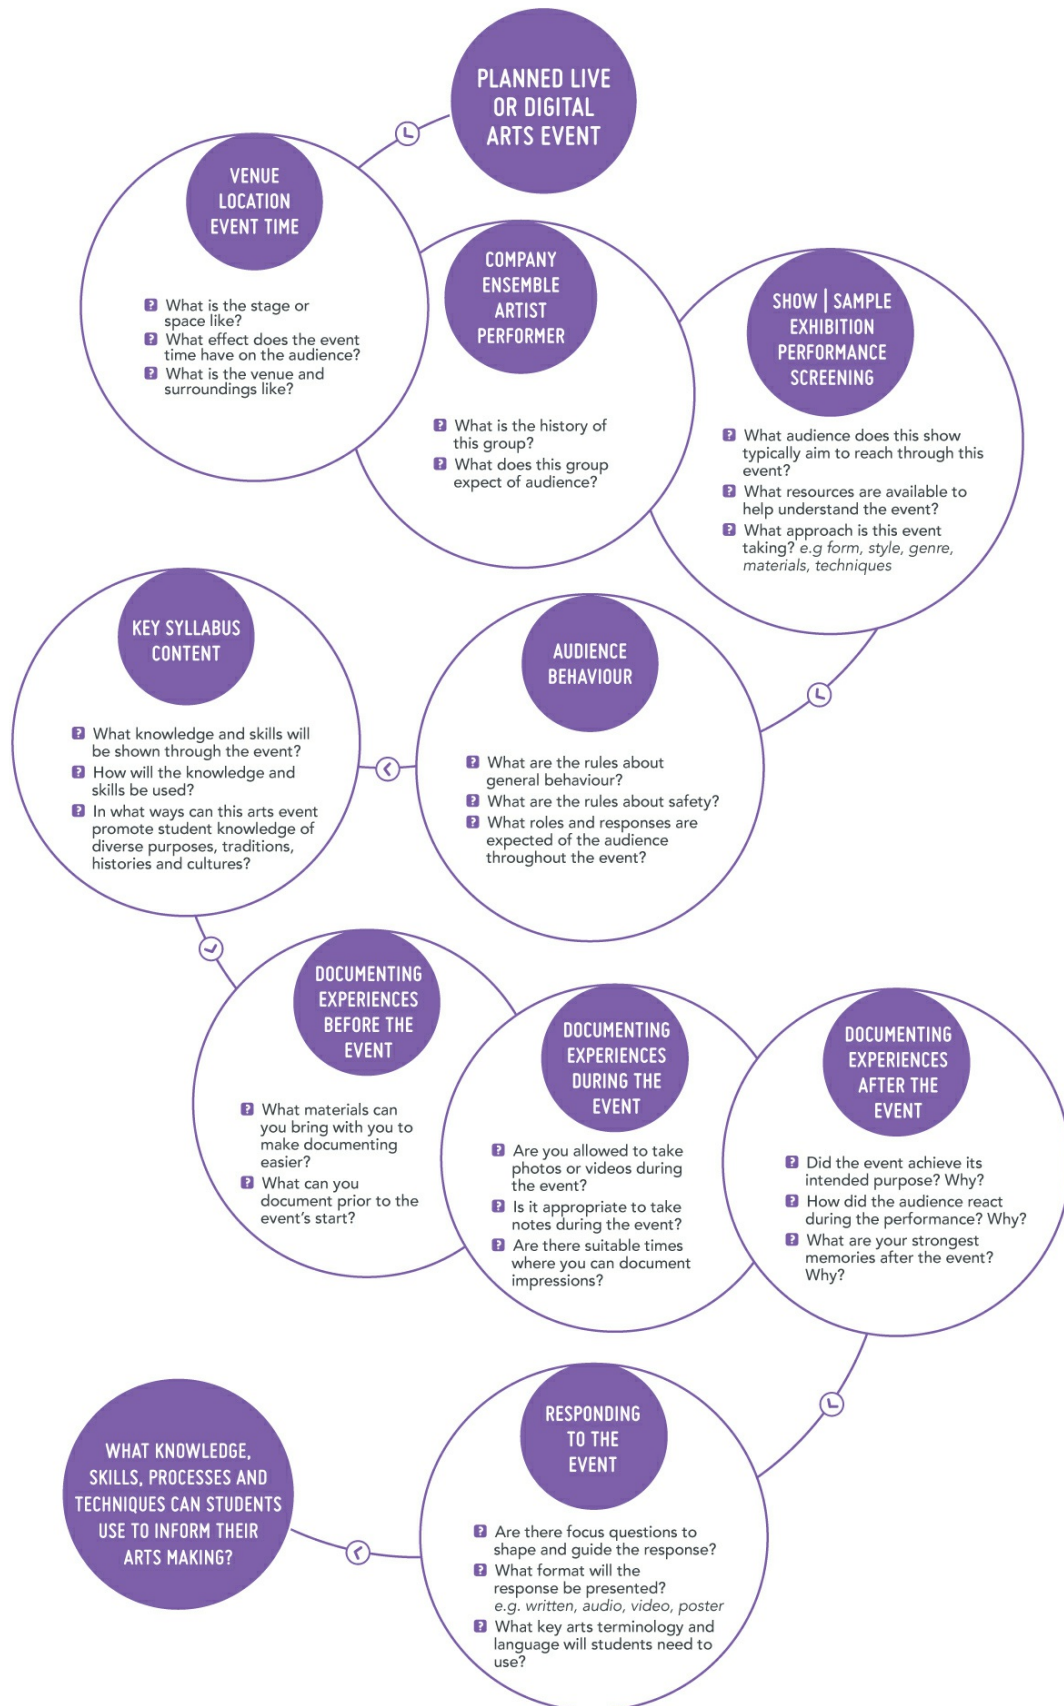 PLANNED LIVE
OR DIGITAL
ARTS EVENT
VENUE
LOCATION
EVENT TIME
? What is the stage or
space like?
? What effect does the event
time have on the audience?
? What is the venue and
surroundings like?
COMPANY
ENSEMBLE
ARTIST
PERFORMER
? What is the history of
this group?
? What does this group
expect of audience?
SHOW | SAMPLE
EXHIBITION
PERFORMANCE
SCREENING
? What audience does this show
typically aim to reach through this
event?
? What resources are available to
help understand the event?
? What approach is this event
taking? e.g form, style, genre,
materials, techniques
AUDIENCE
BEHAVIOUR
? What are the rules about
general behaviour?
? What are the rules about safety?
? What roles and responses are
expected of the audience
throughout the event?
KEY SYLLABUS
CONTENT
? What knowledge and skills will
be shown through the event?
? How will the knowledge and
skills be used?
? In what ways can this arts event
promote student knowledge of
diverse purposes, traditions,
histories and cultures?
DOCUMENTING
EXPERIENCES
BEFORE THE
EVENT
? What materials can
you bring with you to
make documenting
easier?
? What can you
document prior to the
event's start?
DOCUMENTING
EXPERIENCES
DURING THE
EVENT
? Are you allowed to take
photos or videos during
the event?
? Is it appropriate to take
notes during the event?
? Are there suitable times
where you can document
impressions?
DOCUMENTING
EXPERIENCES
AFTER THE
EVENT
? Did the event achieve its
intended purpose? Why?
? How did the audience react
during the performance? Why?
? What are your strongest
memories after the event?
Why?
RESPONDING
TO THE
EVENT
? Are there focus questions to
shape and guide the response?
? What format will the
response be presented?
e.g. written, audio, video, poster
? What key arts terminology and
language will students need to
use?
WHAT KNOWLEDGE,
SKILLS, PROCESSES AND
TECHNIQUES CAN STUDENTS
USE TO INFORM THEIR
ARTS MAKING?